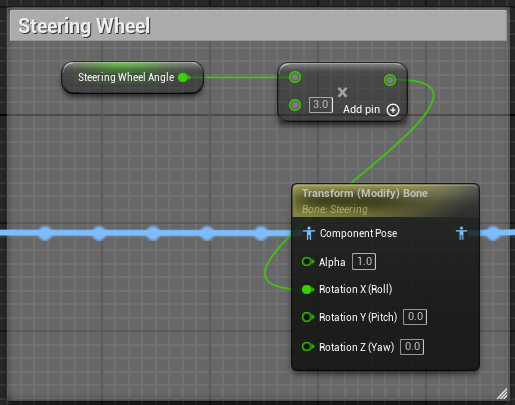 Steering Wheel
Steering Wheel Angle
3.0
Add pin
Transform (Modify) Bone
Bone: Steering
Component Pose
Alpha 1.0
Rotation X (Roll)
Rotation Y (Pitch) 0.0
Rotation Z (Yaw) 0.0